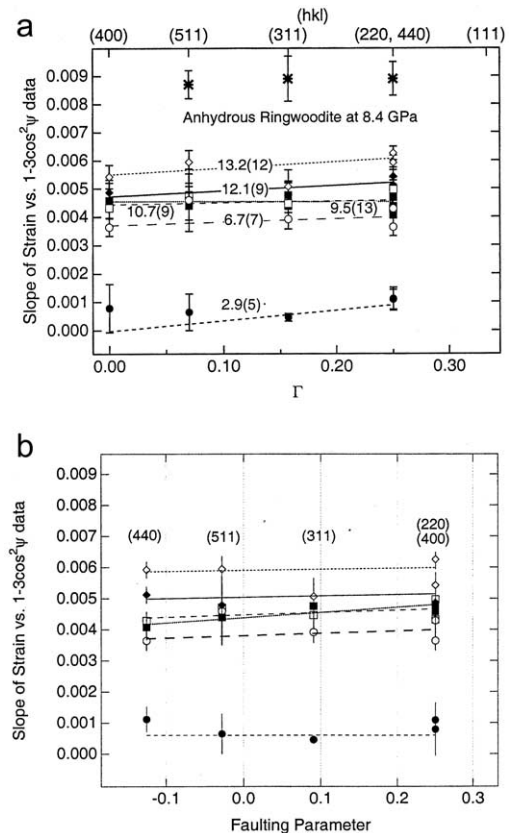 a
(hkl)
(400) (511) (311) (220, 440) (111)
0.009
0.008
0.007
0.006
0.005
0.004
0.003
0.002
0.001
0.000
Slope of Strain vs. 1-3cos²ψ data
Anhydrous Ringwoodite at 8.4 GPa
13.2(12)
12.1(9)
10.7(9) 9.5(13)
6.7(7)
2.9(5)
0.00 0.10 0.20 0.30
Γ
b
0.009
0.008
0.007
0.006
0.005
0.004
0.003
0.002
0.001
0.000
Slope of Strain vs. 1-3cos²ψ data
(220)
(440) (511) (311) (400)
-0.1 0.0 0.1 0.2 0.3
Faulting Parameter